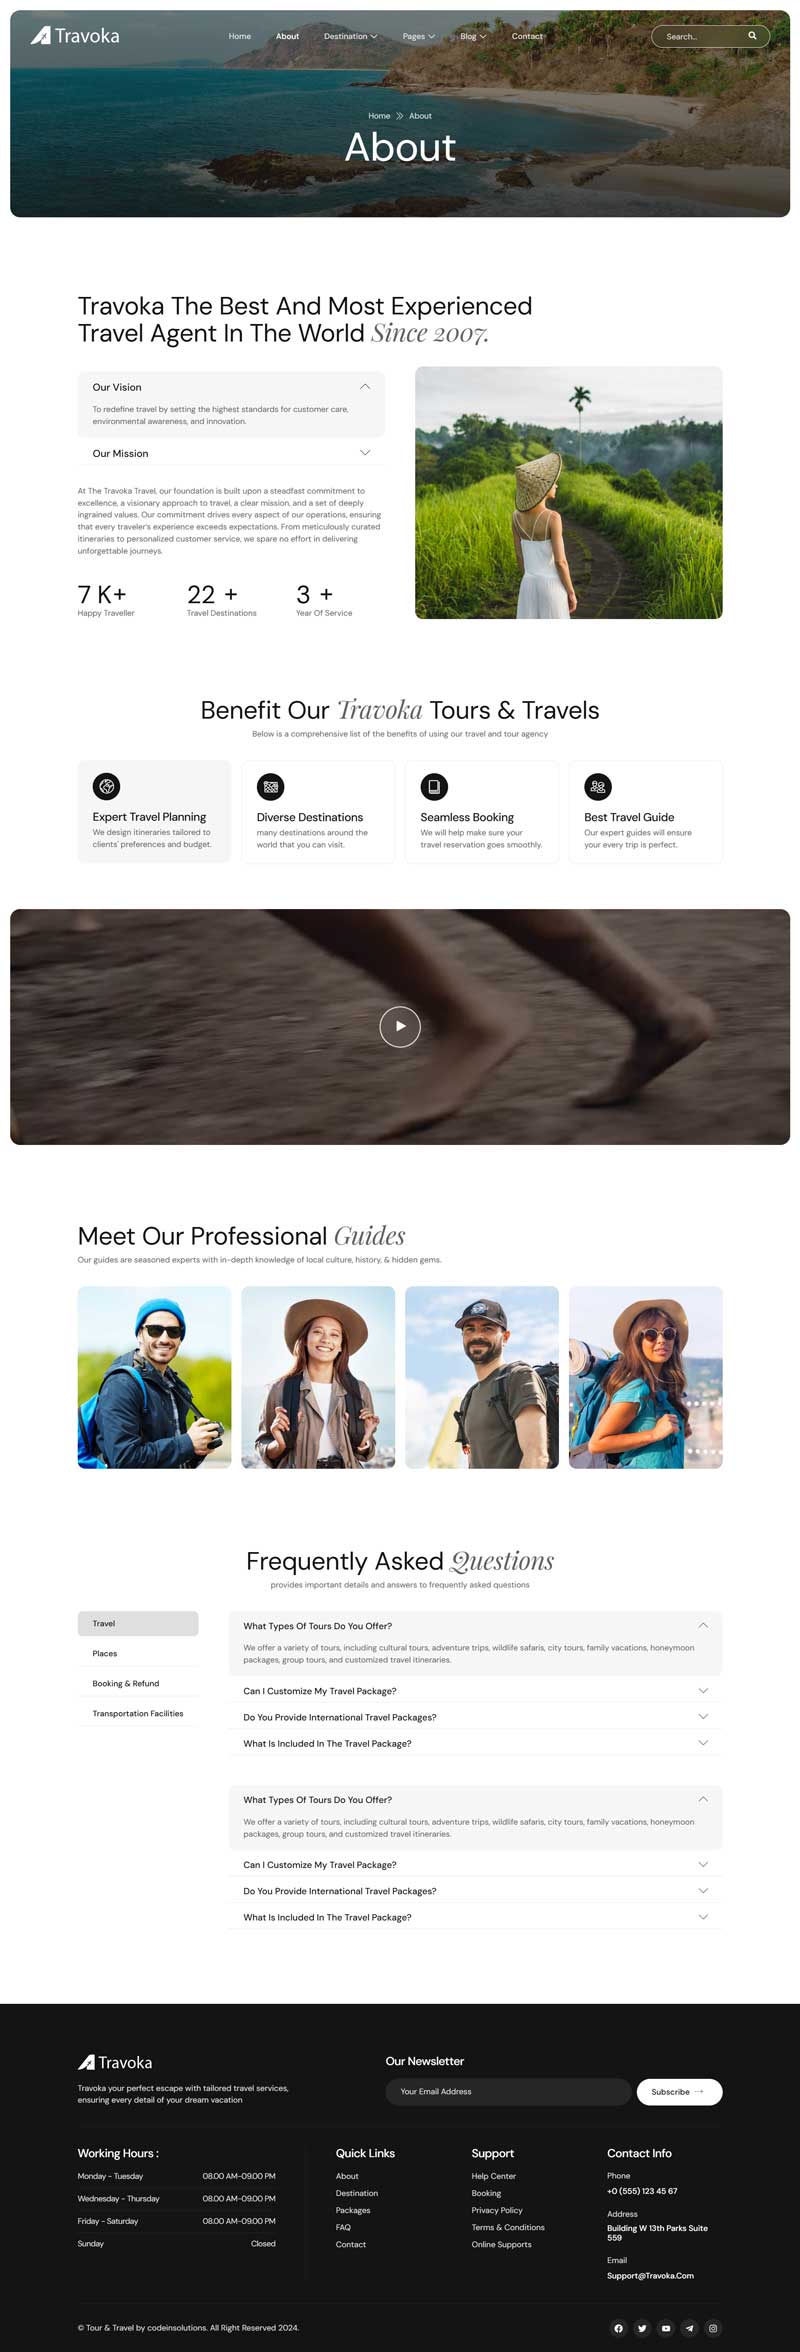 Travoka
Home
About
Destination
Pages
Blog
Contact
Search...
Home
About
About
Travoka The Best And Most Experienced
Travel Agent In The World Since 2007.
Our Vision
To redefine travel by setting the highest standards for customer care,
environmental awareness, and innovation.
Our Mission
At The Travoka Travel, our foundation is built upon a steadfast commitment to
excellence, a visionary approach to travel, a clear mission, and a set of deeply
ingrained values. Our commitment drives every aspect of our operations, ensuring
that every traveler's experience exceeds expectations. From meticulously curated
itineraries to personalized customer service, we spare no effort in delivering
unforgettable journeys.
7 K+
Happy Traveller
22 +
Travel Destinations
3 +
Year Of Service
Benefit Our Travoka Tours & Travels
Below is a comprehensive list of the benefits of using our travel and tour agency
Expert Travel Planning
We design itineraries tailored to
clients' preferences and budget.
Diverse Destinations
many destinations around the
world that you can visit.
Seamless Booking
We will help make sure your
travel reservation goes smoothly.
Best Travel Guide
Our expert guides will ensure
your every trip is perfect.
Meet Our Professional Guides
Our guides are seasoned experts with in-depth knowledge of local culture, history, & hidden gems.
Frequently Asked Questions
provides important details and answers to frequently asked questions
Travel
Places
Booking & Refund
Transportation Facilities
What Types Of Tours Do You Offer?
We offer a variety of tours, including cultural tours, adventure trips, wildlife safaris, city tours, family vacations, honeymoon
packages, group tours, and customized travel itineraries.
Can I Customize My Travel Package?
Do You Provide International Travel Packages?
What Is Included In The Travel Package?
What Types Of Tours Do You Offer?
We offer a variety of tours, including cultural tours, adventure trips, wildlife safaris, city tours, family vacations, honeymoon
packages, group tours, and customized travel itineraries.
Can I Customize My Travel Package?
Do You Provide International Travel Packages?
What Is Included In The Travel Package?
Travoka
Travoka your perfect escape with tailored travel services,
ensuring every detail of your dream vacation
Our Newsletter
Your Email Address
Subscribe
Working Hours :
Monday - Tuesday 08.00 AM-09.00 PM
Wednesday - Thursday 08.00 AM-09.00 PM
Friday - Saturday 08.00 AM-09.00 PM
Sunday Closed
Quick Links
About
Destination
Packages
FAQ
Contact
Support
Help Center
Booking
Privacy Policy
Terms & Conditions
Online Supports
Contact Info
Phone
+0 (555) 123 45 67
Address
Building W 13th Parks Suite
559
Email
Support@Travoka.Com
© Tour & Travel by codeinsolutions. All Right Reserved 2024.